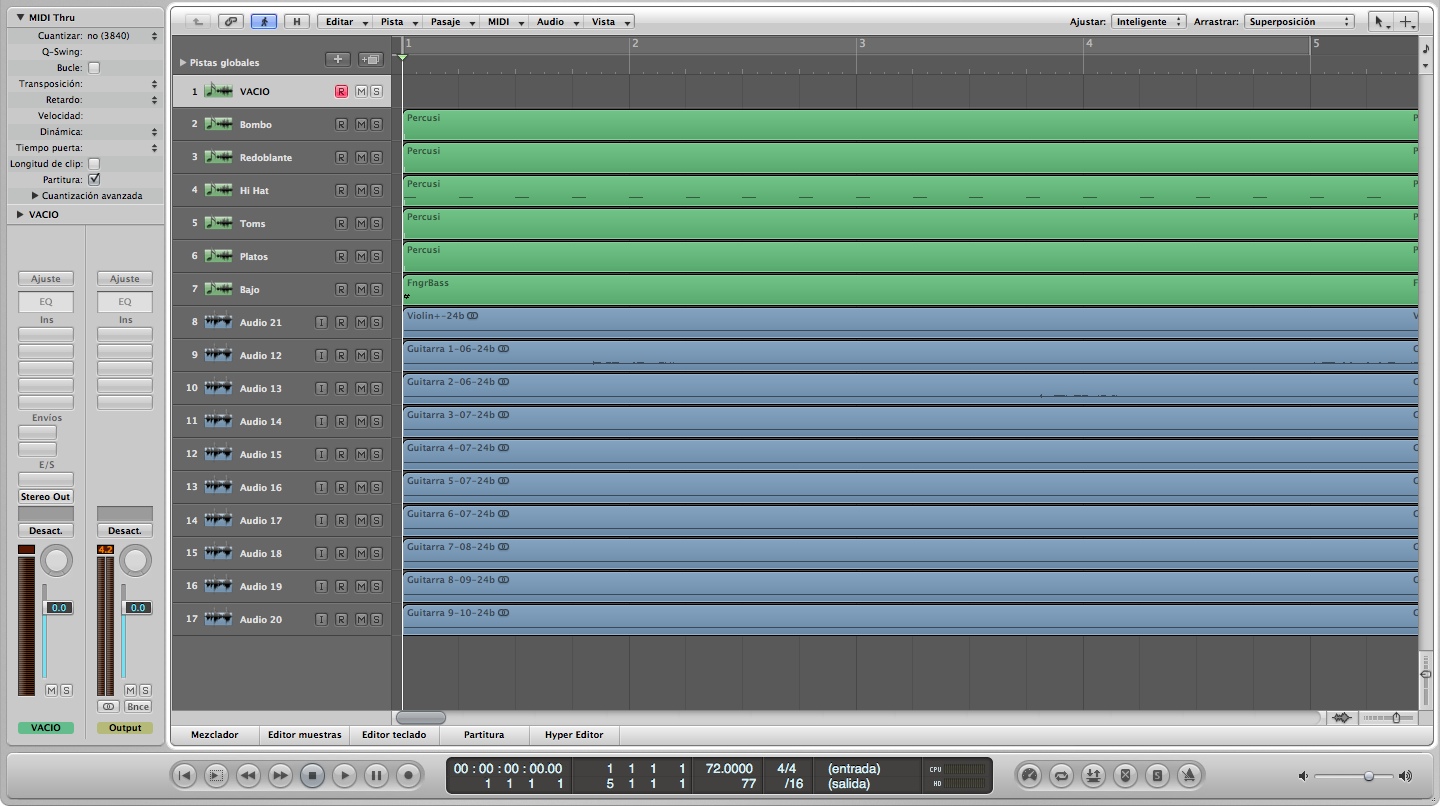 MIDI Thru
Cuantizar: no (3840)
Q-Swing:
Bucle:
Transposición:
Retardo:
Velocidad:
Dinámica:
Tiempo puerta:
Longitud de clip:
Partitura:
Cuantización avanzada
VACIO
Ajuste Ajuste
EQ EQ
Ins Ins
Envíos
E/S
Stereo Out
Desact. Desact.
4.2
0.0 0.0
M S M S
Bnce
VACIO Output
H Editar Pista Pasaje MIDI Audio Vista Ajustar: Inteligente Arrastrar: Superposición
1 2 3 4 5
Pistas globales
1 VACIO R M S
2 Bombo R M S Percusi P
3 Redoblante R M S Percusi P
4 Hi Hat R M S Percusi P
5 Toms R M S Percusi P
6 Platos R M S Percusi P
7 Bajo R M S FngrBass F
8 Audio 21 I R M S Violin+-24b V
9 Audio 12 I R M S Guitarra 1-06-24b G
10 Audio 13 I R M S Guitarra 2-06-24b G
11 Audio 14 I R M S Guitarra 3-07-24b G
12 Audio 15 I R M S Guitarra 4-07-24b G
13 Audio 16 I R M S Guitarra 5-07-24b G
14 Audio 17 I R M S Guitarra 6-07-24b G
15 Audio 18 I R M S Guitarra 7-08-24b G
16 Audio 19 I R M S Guitarra 8-09-24b G
17 Audio 20 I R M S Guitarra 9-10-24b G
Mezclador Editor muestras Editor teclado Partitura Hyper Editor
00 : 00 : 00 : 00.00 1 1 1 1 72.0000 4/4 (entrada) CPU
1 1 1 1 5 1 1 1 77 /16 (salida) HD
S